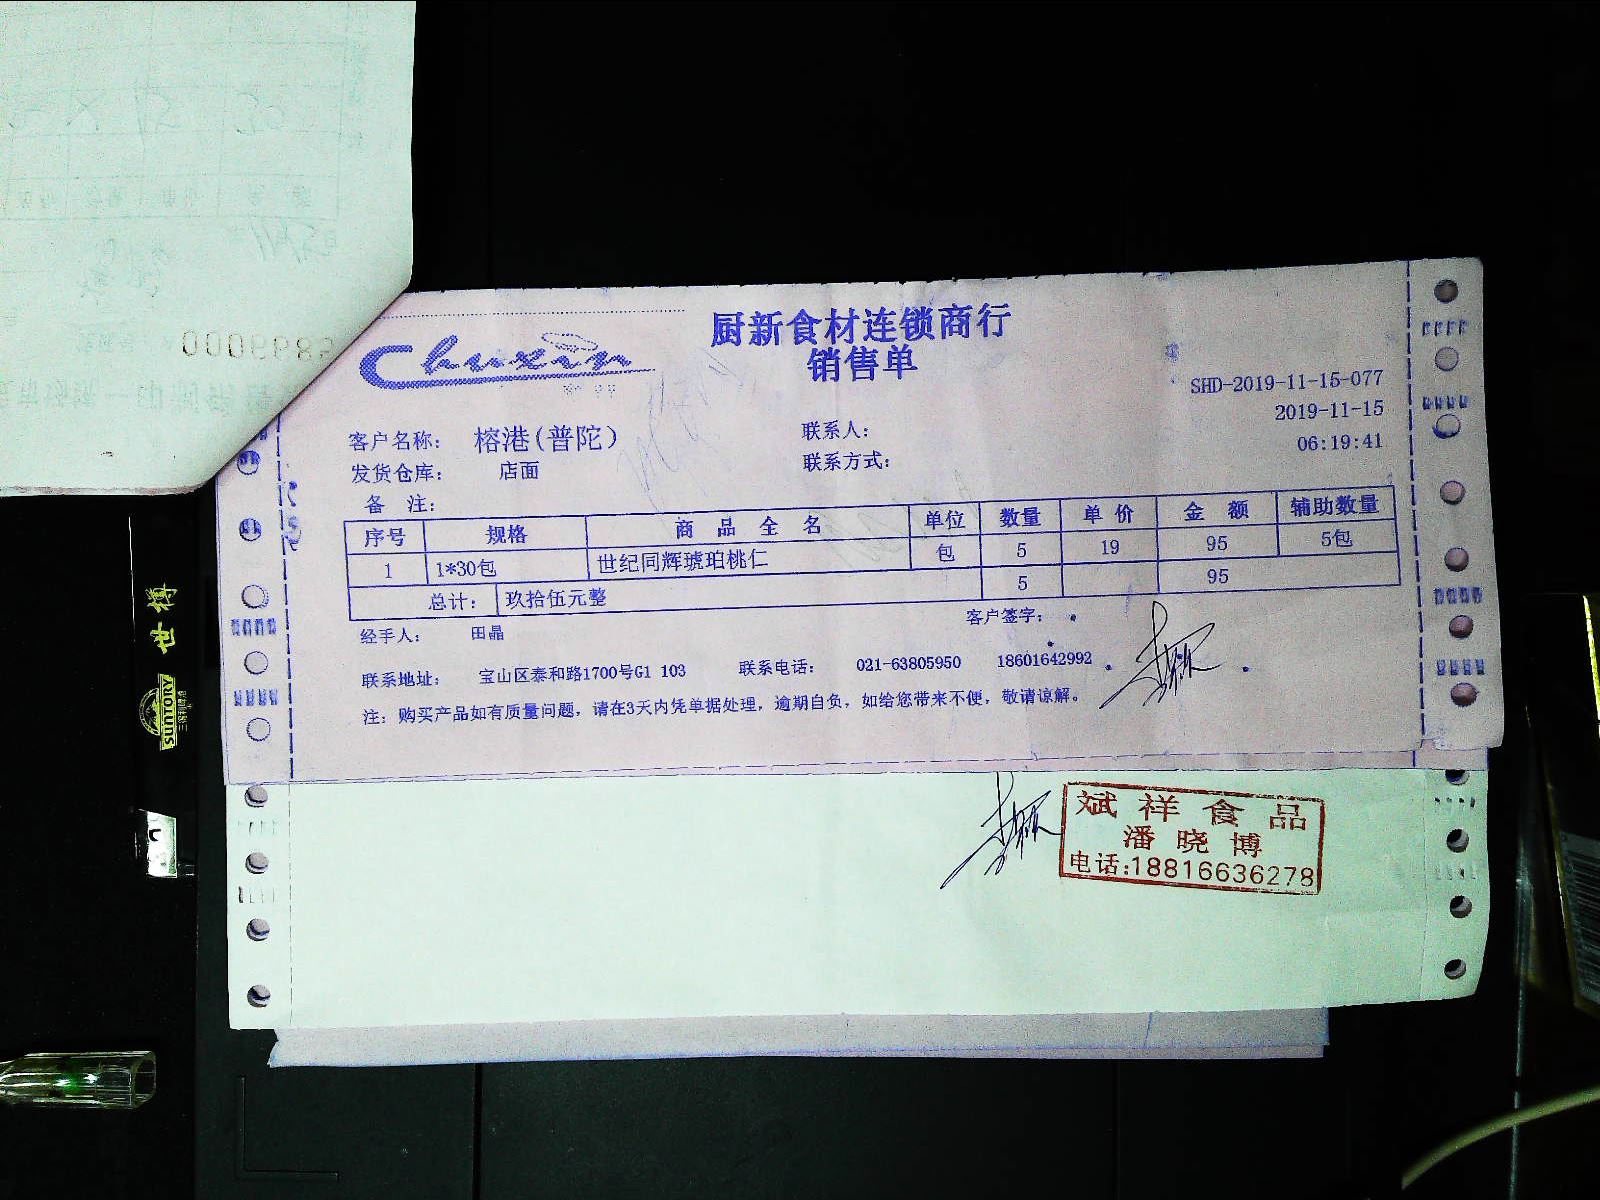 Chuxin
厨新食材连锁商行
销售单
SHD-2019-11-15-077
2019-11-15
06:19:41
客户名称: 榕港(普陀)
联系人:
发货仓库: 店面
联系方式:
备 注:
序号 规格 商品全名 单位 数量 单价 金额 辅助数量
1 1*30包 世纪同辉琥珀桃仁 包 5 19 95 5包
总计: 玖拾伍元整 5 95
经手人: 田晶
客户签字:
联系地址: 宝山区泰和路1700号G1 103 联系电话: 021-63805950 18601642992
注: 购买产品如有质量问题, 请在3天内凭单据处理, 逾期自负, 如给您带来不便, 敬请谅解。
斌祥食品
潘晓博
电话:18816636278
世樽
SUNTORY